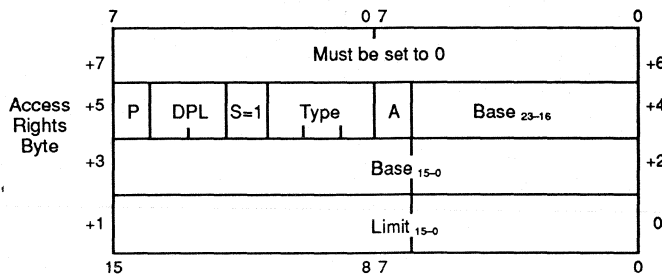 7 0 7 0
Must be set to 0
+7 +6
Access Rights Byte
+5 P DPL S=1 Type A Base 23–16 +4
+3 Base 15–0 +2
+1 Limit 15–0 0
15 8 7 0